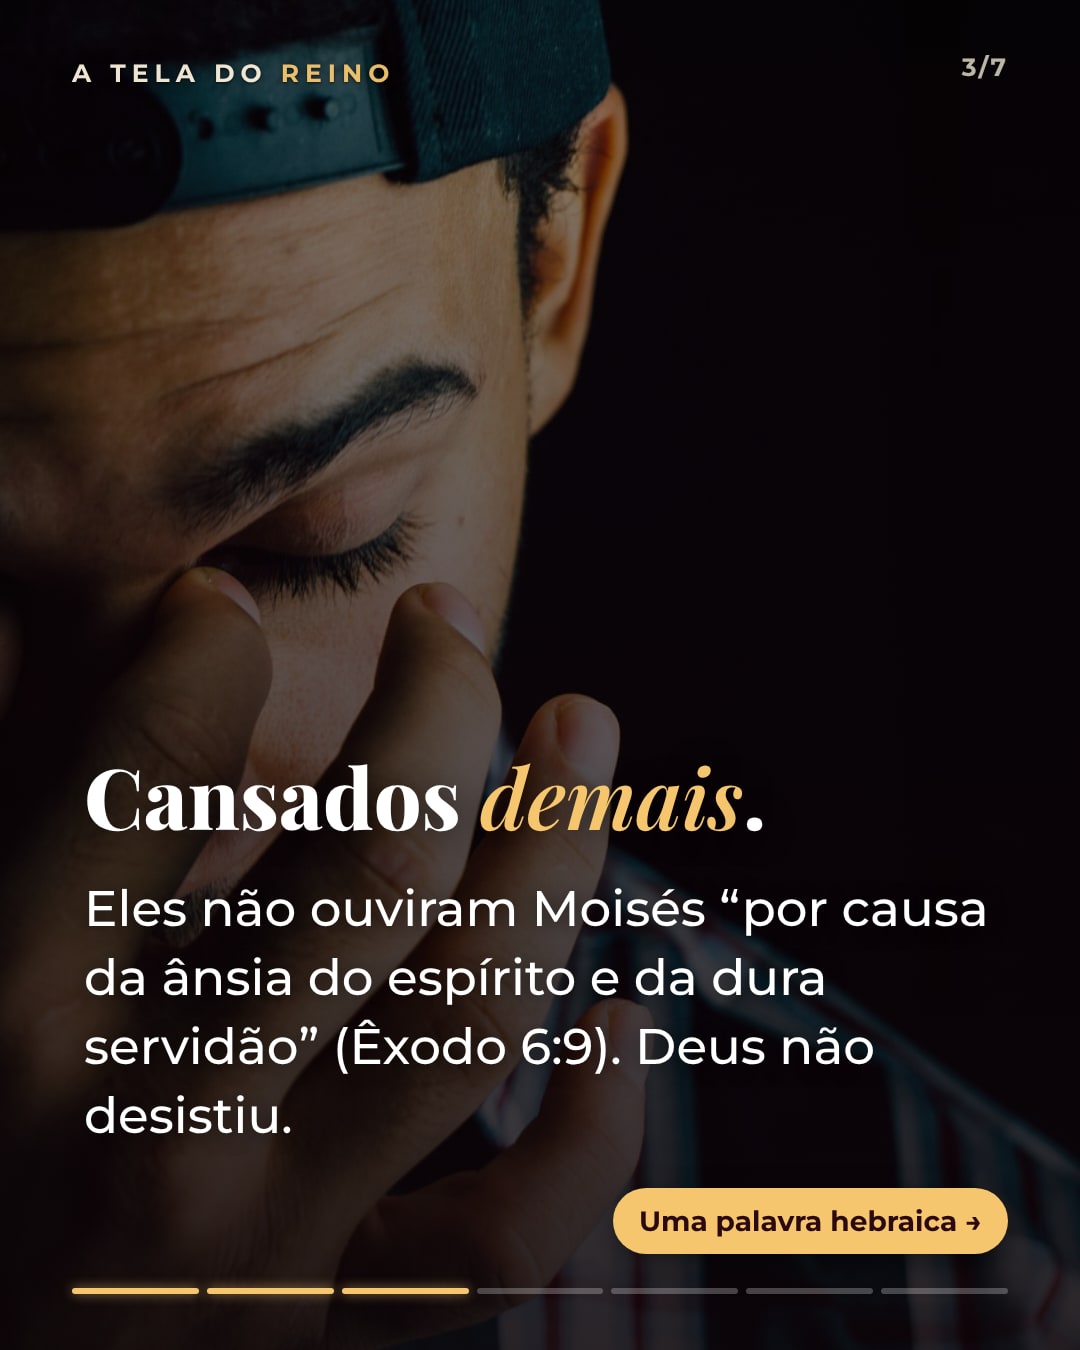 A TELA DO REINO
3/7
Cansados demais.
Eles não ouviram Moisés “por causa
da ânsia do espírito e da dura
servidão” (Êxodo 6:9). Deus não
desistiu.
Uma palavra hebraica →